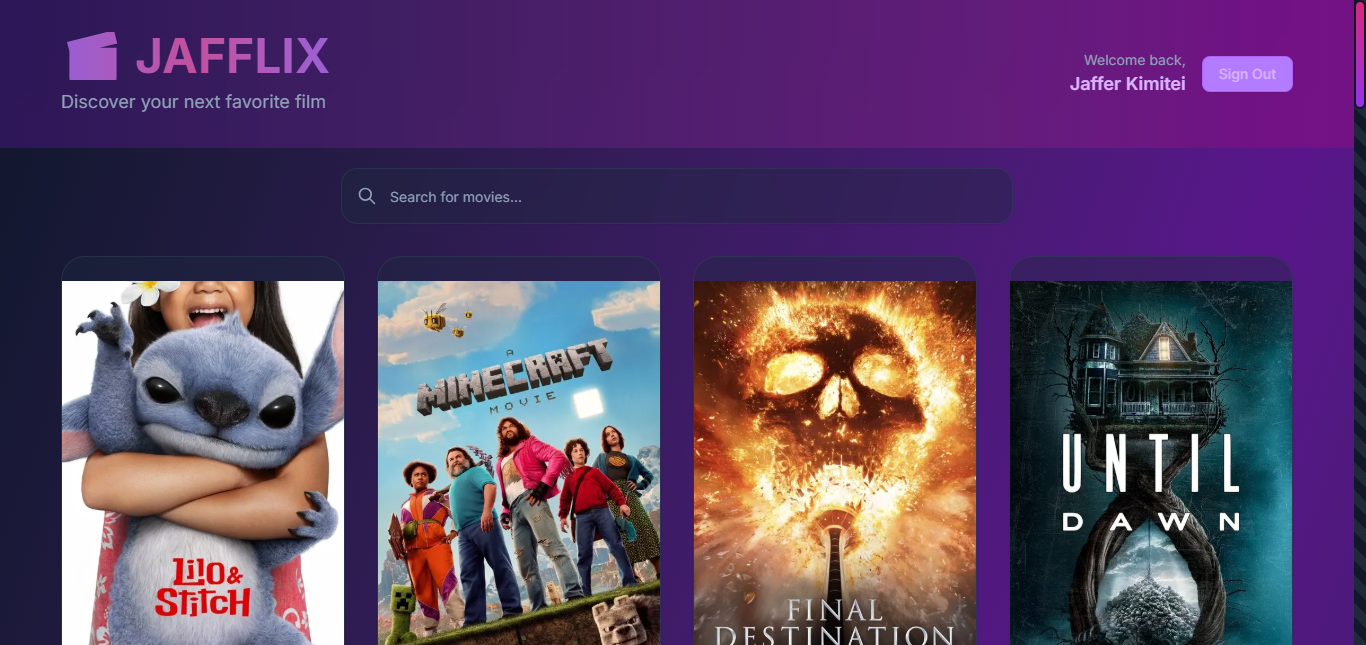 JAFFLIX
Discover your next favorite film
Welcome back,
Jaffer Kimitei
Sign Out
Search for movies...
Lilo &
Stitch
A
MINECRAFT
MOVIE
FINAL
DESTINATION
UNTIL
DAWN